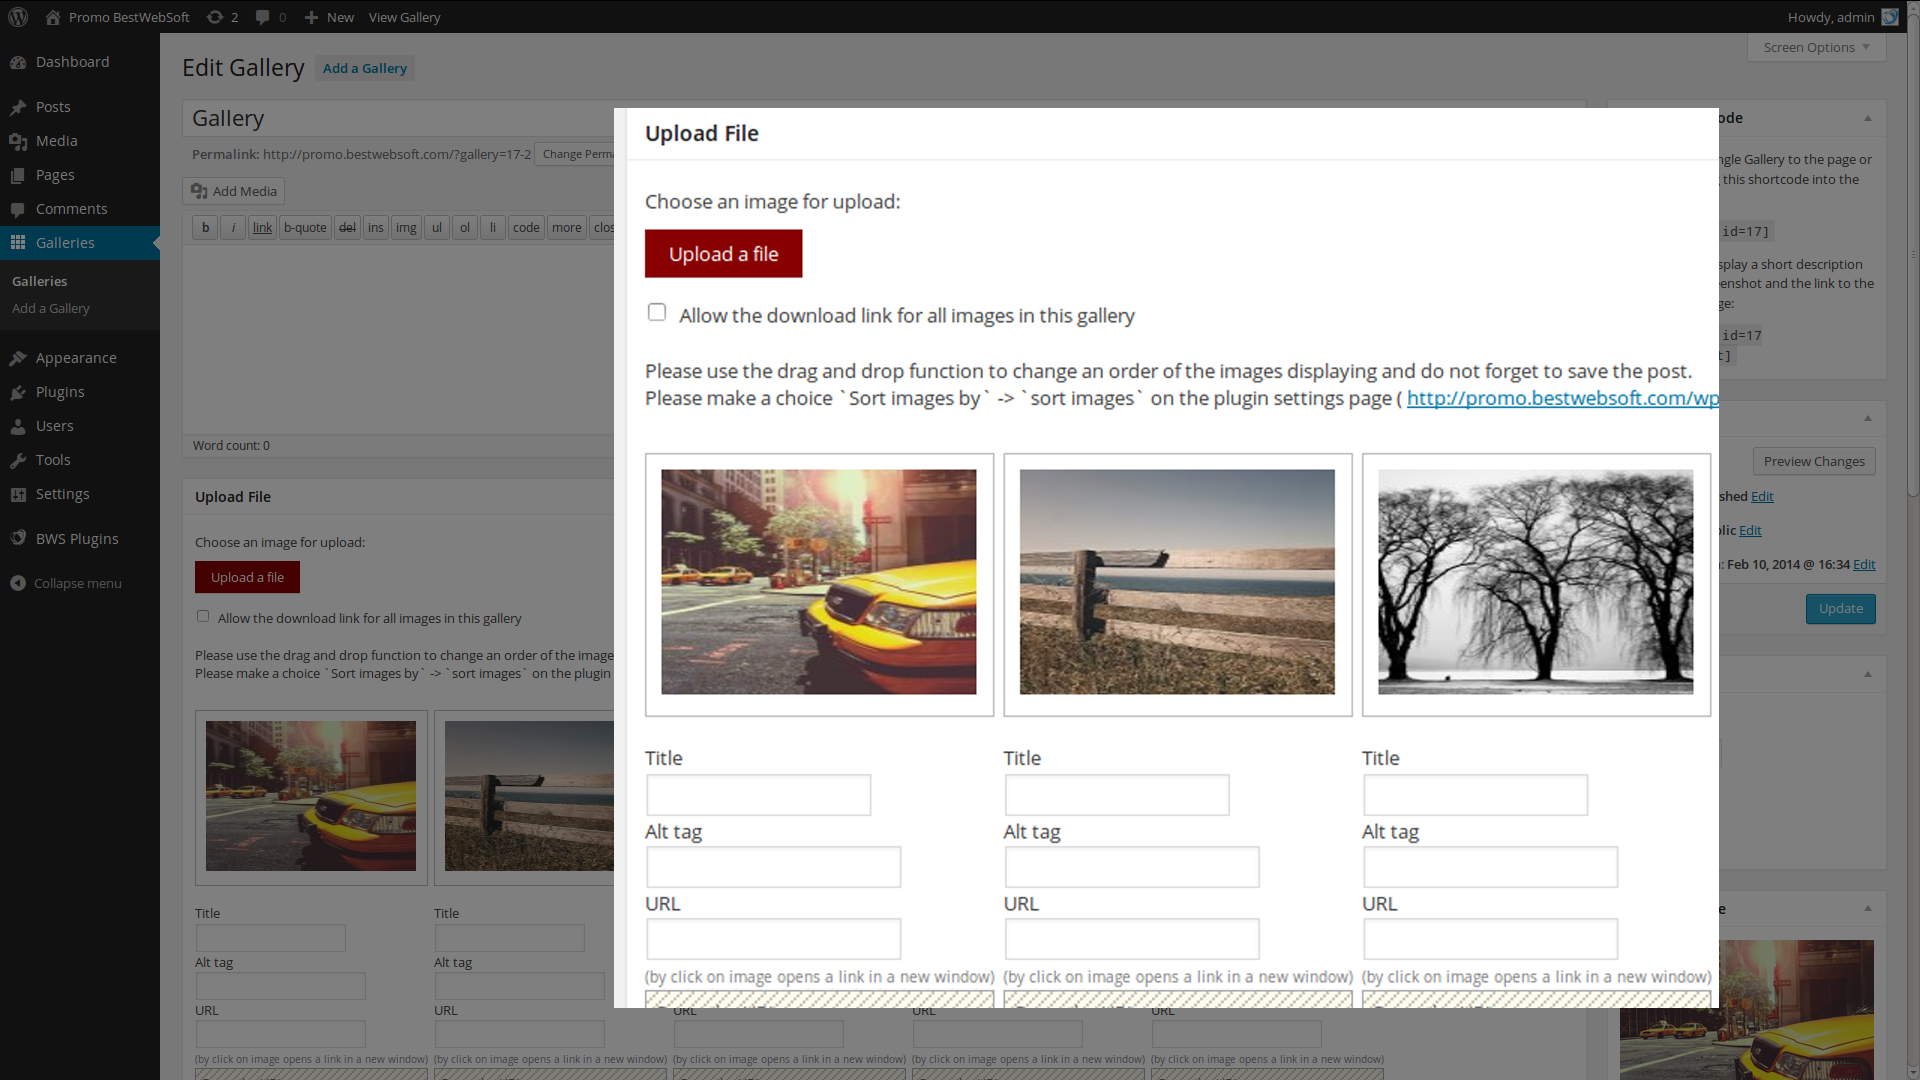 Promo BestWebSoft 2 0 New View Gallery Howdy, admin
Screen Options
Dashboard
Posts
Media
Pages
Comments
Galleries
Galleries
Add a Gallery
Appearance
Plugins
Users
Tools
Settings
BWS Plugins
Collapse menu
Edit Gallery Add a Gallery
Gallery
Permalink: http://promo.bestwebsoft.com/?gallery=17-2 Change Perma
Add Media
b i link b-quote del ins img ul ol li code more clos
Word count: 0
Upload File
Choose an image for upload:
Upload a file
Allow the download link for all images in this gallery
Please use the drag and drop function to change an order of the image
Please make a choice `Sort images by` -> `sort images` on the plugin
Title Title
Alt tag Alt tag
URL URL URL URL URL
(by click on image opens a link in a new window) (by click on image opens a link in a new window) (by click on image opens a link in a new window) (by click on image opens a link in a new window) (by click on image opens a link in a new window)
Upload File
Choose an image for upload:
Upload a file
Allow the download link for all images in this gallery
Please use the drag and drop function to change an order of the images displaying and do not forget to save the post.
Please make a choice `Sort images by` -> `sort images` on the plugin settings page ( http://promo.bestwebsoft.com/wp
Title Title Title
Alt tag Alt tag Alt tag
URL URL URL
(by click on image opens a link in a new window) (by click on image opens a link in a new window) (by click on image opens a link in a new window)
ode
ngle Gallery to the page or
this shortcode into the
id=17]
splay a short description
enshot and the link to the
ge:
id=17
t]
Preview Changes
shed Edit
olic Edit
: Feb 10, 2014 @ 16:34 Edit
Update
e